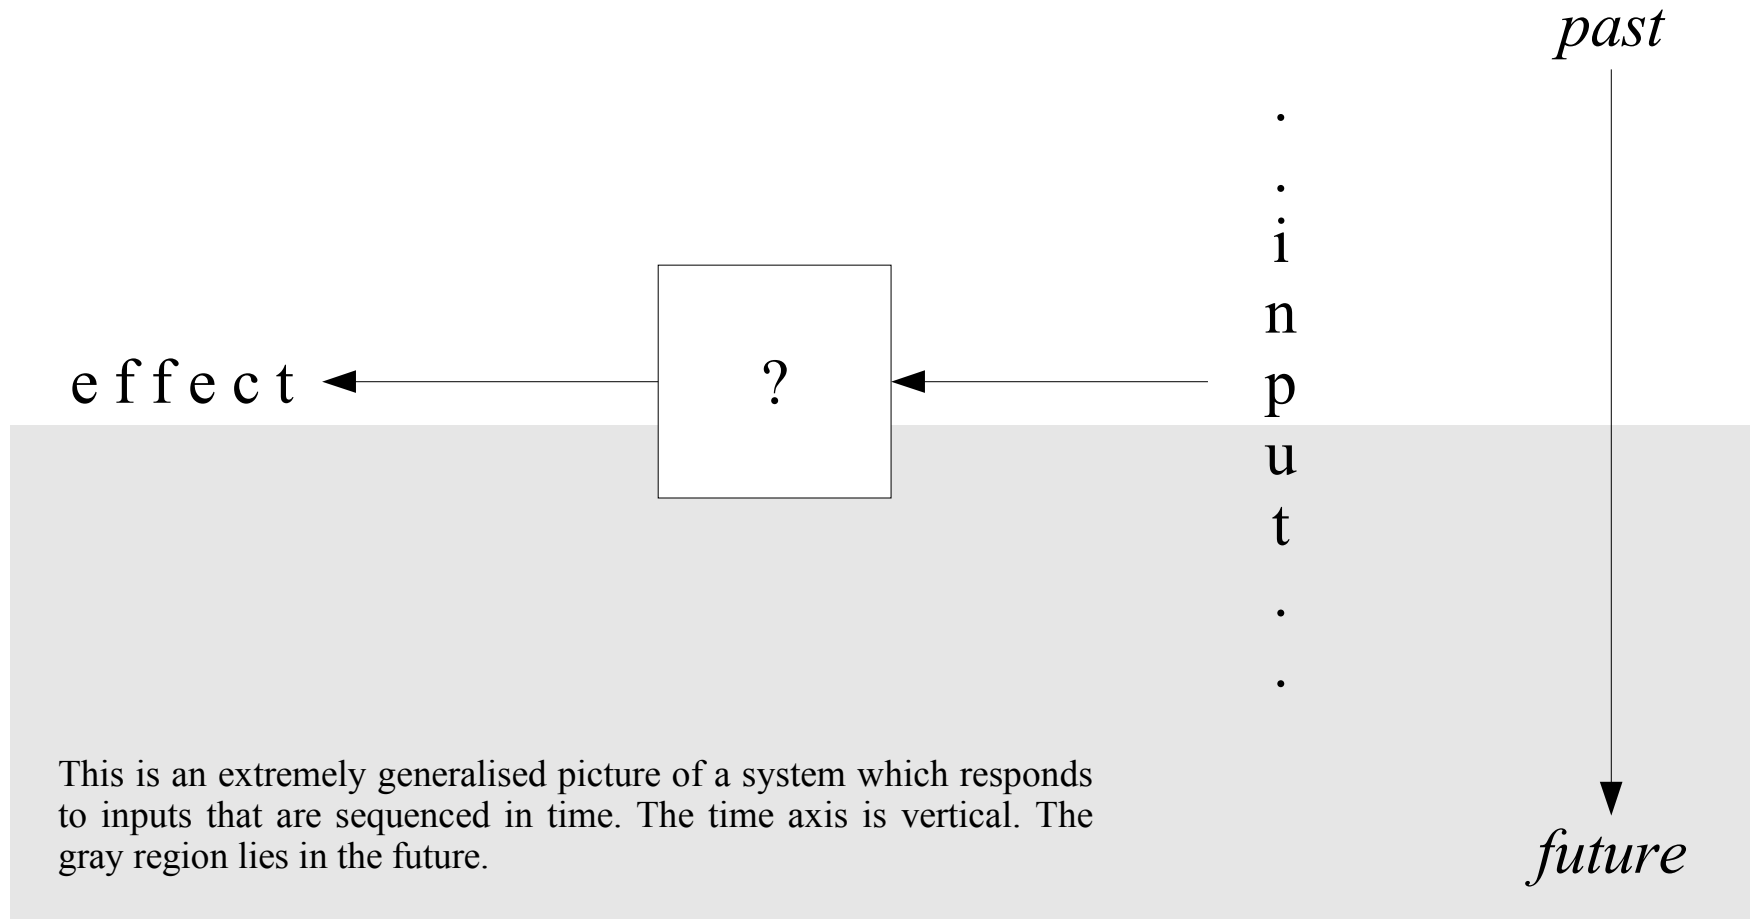 past
.
.
i
n
e f f e c t ? p
u
t
.
.
This is an extremely generalised picture of a system which responds
to inputs that are sequenced in time. The time axis is vertical. The
gray region lies in the future.
future